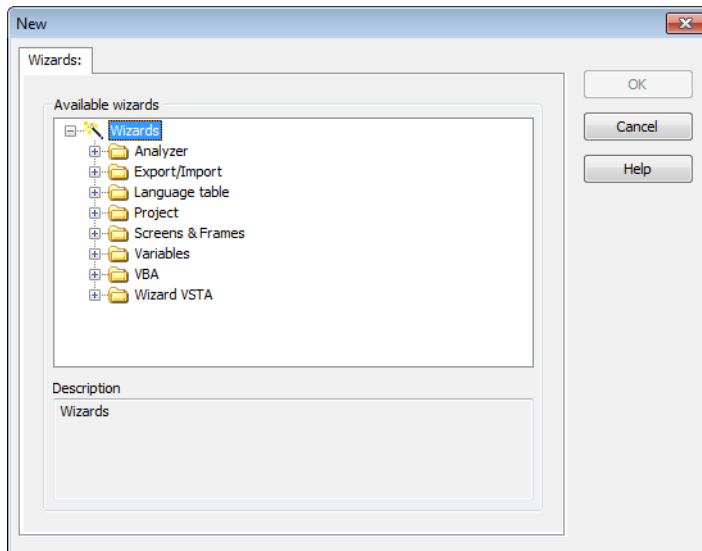 New
Wizards:
OK
Available wizards
Cancel
Wizards
Analyzer
Help
Export/Import
Language table
Project
Screens & Frames
Variables
VBA
Wizard VSTA
Description
Wizards